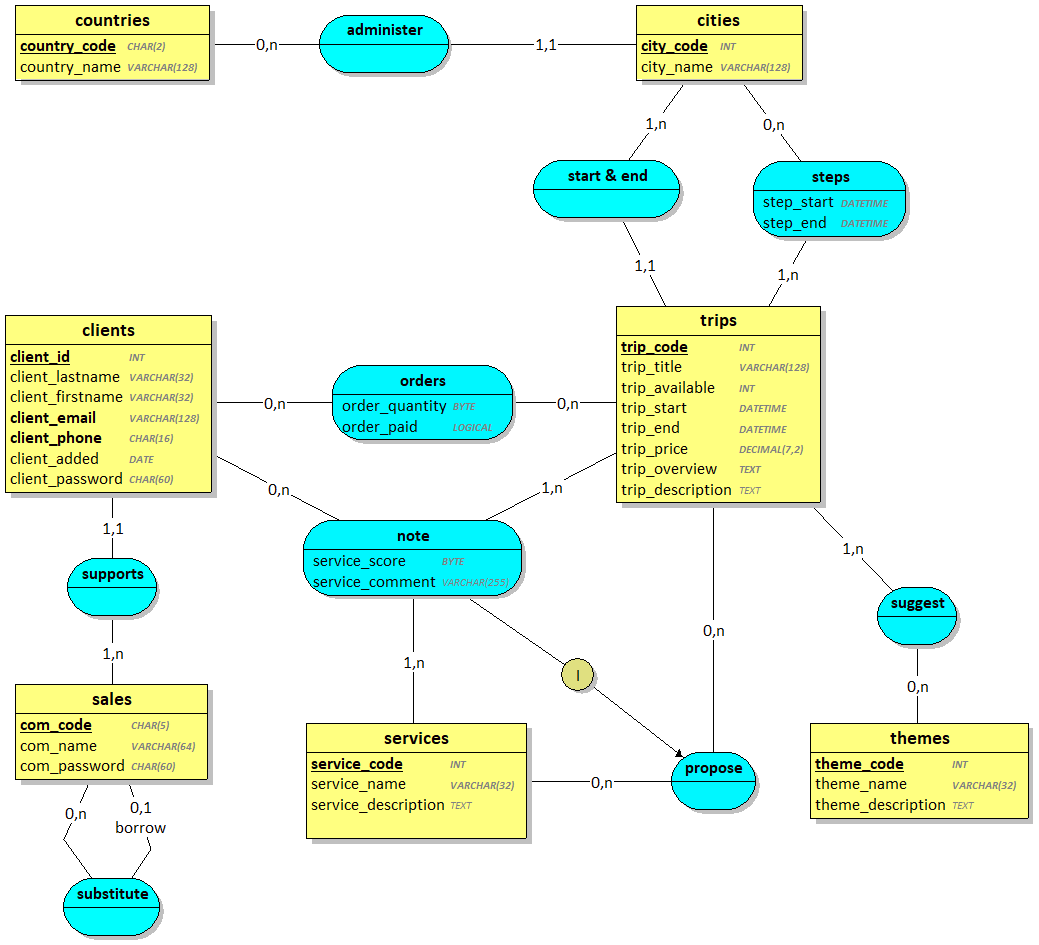 countries
country_code CHAR(2)
country_name VARCHAR(128)
0,n
administer
1,1
cities
city_code INT
city_name VARCHAR(128)
1,n
0,n
start & end
steps
step_start DATETIME
step_end DATETIME
1,1
1,n
clients
client_id INT
client_lastname VARCHAR(32)
client_firstname VARCHAR(32)
client_email VARCHAR(128)
client_phone CHAR(16)
client_added DATE
client_password CHAR(60)
0,n
orders
order_quantity BYTE
order_paid LOGICAL
0,n
trips
trip_code INT
trip_title VARCHAR(128)
trip_available INT
trip_start DATETIME
trip_end DATETIME
trip_price DECIMAL(7,2)
trip_overview TEXT
trip_description TEXT
0,n
1,n
1,1
note
service_score BYTE
service_comment VARCHAR(255)
1,n
supports
suggest
0,n
1,n
1,n
0,n
I
sales
com_code CHAR(5)
com_name VARCHAR(64)
com_password CHAR(60)
services
service_code INT
service_name VARCHAR(32)
service_description TEXT
0,n
propose
themes
theme_code INT
theme_name VARCHAR(32)
theme_description TEXT
0,n
0,1
borrow
substitute